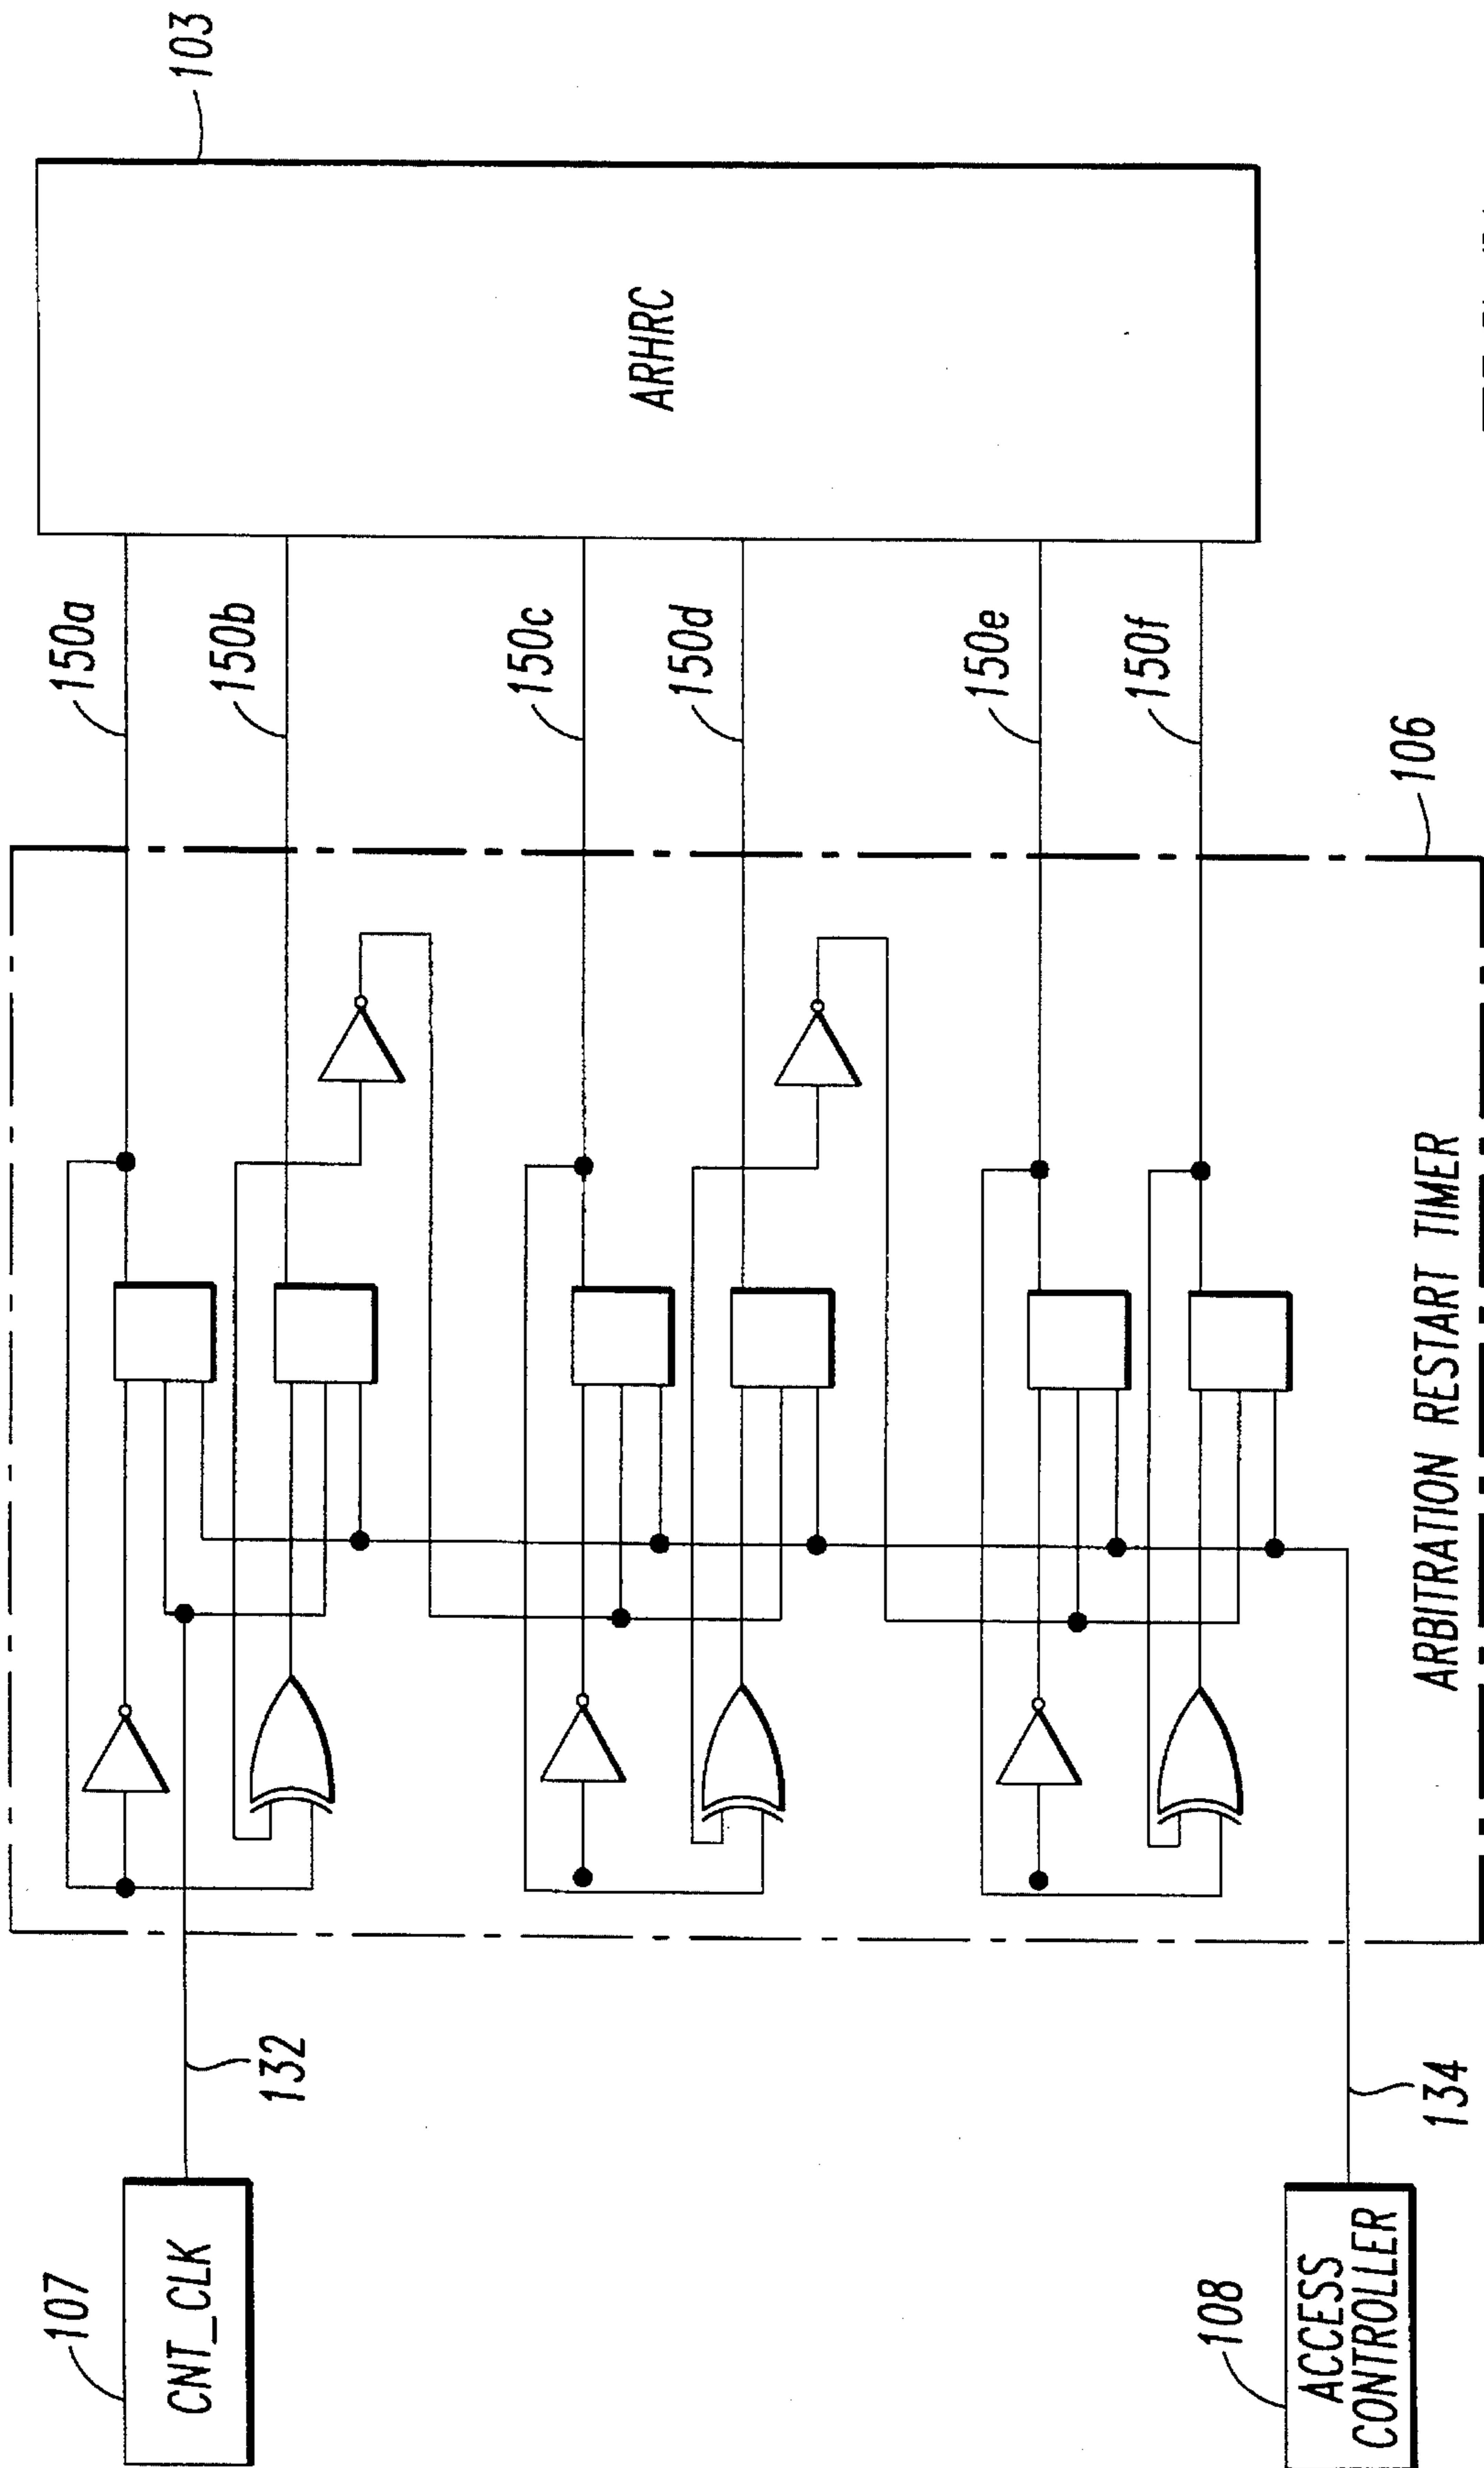 107
CNT_CLK
132
150a
150b
150c
150d
150e
150f
103
ARHRC
108
ACCESS
CONTROLLER
134
ARBITRATION RESTART TIMER
106